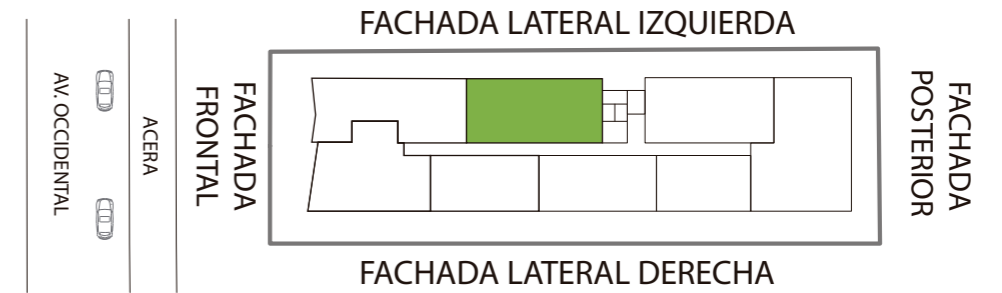 FACHADA LATERAL IZQUIERDA
AV. OCCIDENTAL
ACERA
FACHADA
FRONTAL
FACHADA
POSTERIOR
FACHADA LATERAL DERECHA